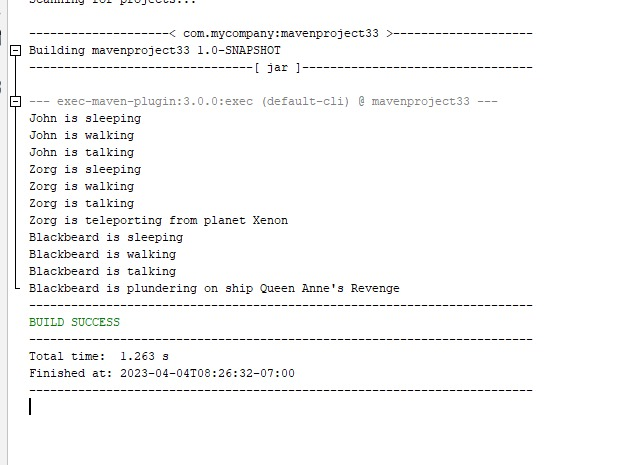 Scanning for projects...
--------------------< com.mycompany:mavenproject33 >--------------------
Building mavenproject33 1.0-SNAPSHOT
--------------------------------[ jar ]---------------------------------
--- exec-maven-plugin:3.0.0:exec (default-cli) @ mavenproject33 ---
John is sleeping
John is walking
John is talking
Zorg is sleeping
Zorg is walking
Zorg is talking
Zorg is teleporting from planet Xenon
Blackbeard is sleeping
Blackbeard is walking
Blackbeard is talking
Blackbeard is plundering on ship Queen Anne's Revenge
------------------------------------------------------------------------
BUILD SUCCESS
------------------------------------------------------------------------
Total time:  1.263 s
Finished at: 2023-04-04T08:26:32-07:00
------------------------------------------------------------------------